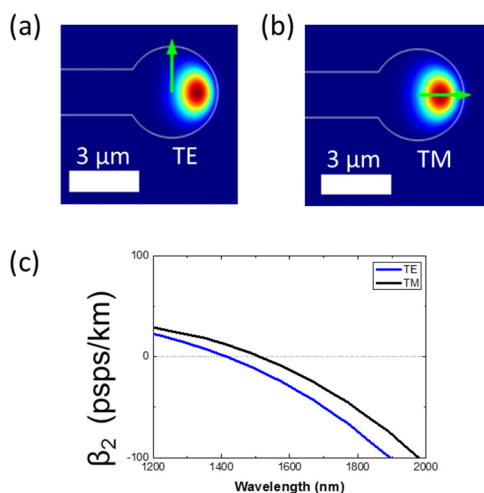 (a)
3 μm
TE
(b)
3 μm
TM
(c)
β2 (psps/km)
100
0
-100
TE
TM
1200
1400
1600
1800
2000
Wavelength (nm)